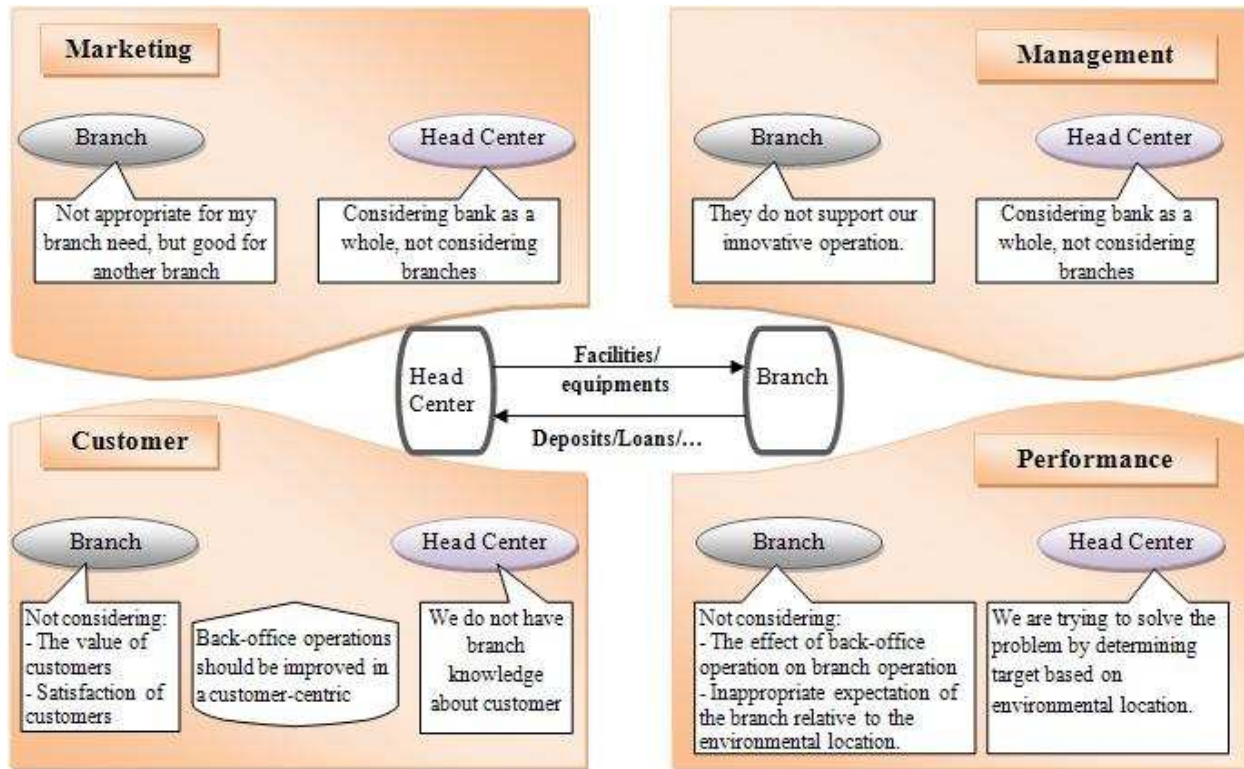 Marketing
Branch
Head Center
Not appropriate for my
branch need, but good for
another branch
Considering bank as a
whole, not considering
branches
Management
Branch
Head Center
They do not support our
innovative operation.
Considering bank as a
whole, not considering
branches
Head
Center
Facilities/
equipments
Branch
Deposits/Loans/...
Customer
Branch
Head Center
Not considering:
- The value of
customers
- Satisfaction of
customers
Back-office operations
should be improved in
a customer-centric
We do not have
branch
knowledge
about customer
Performance
Branch
Head Center
Not considering:
- The effect of back-office
operation on branch operation
- Inappropriate expectation of
the branch relative to the
environmental location.
We are trying to solve the
problem by determining
target based on
environmental location.